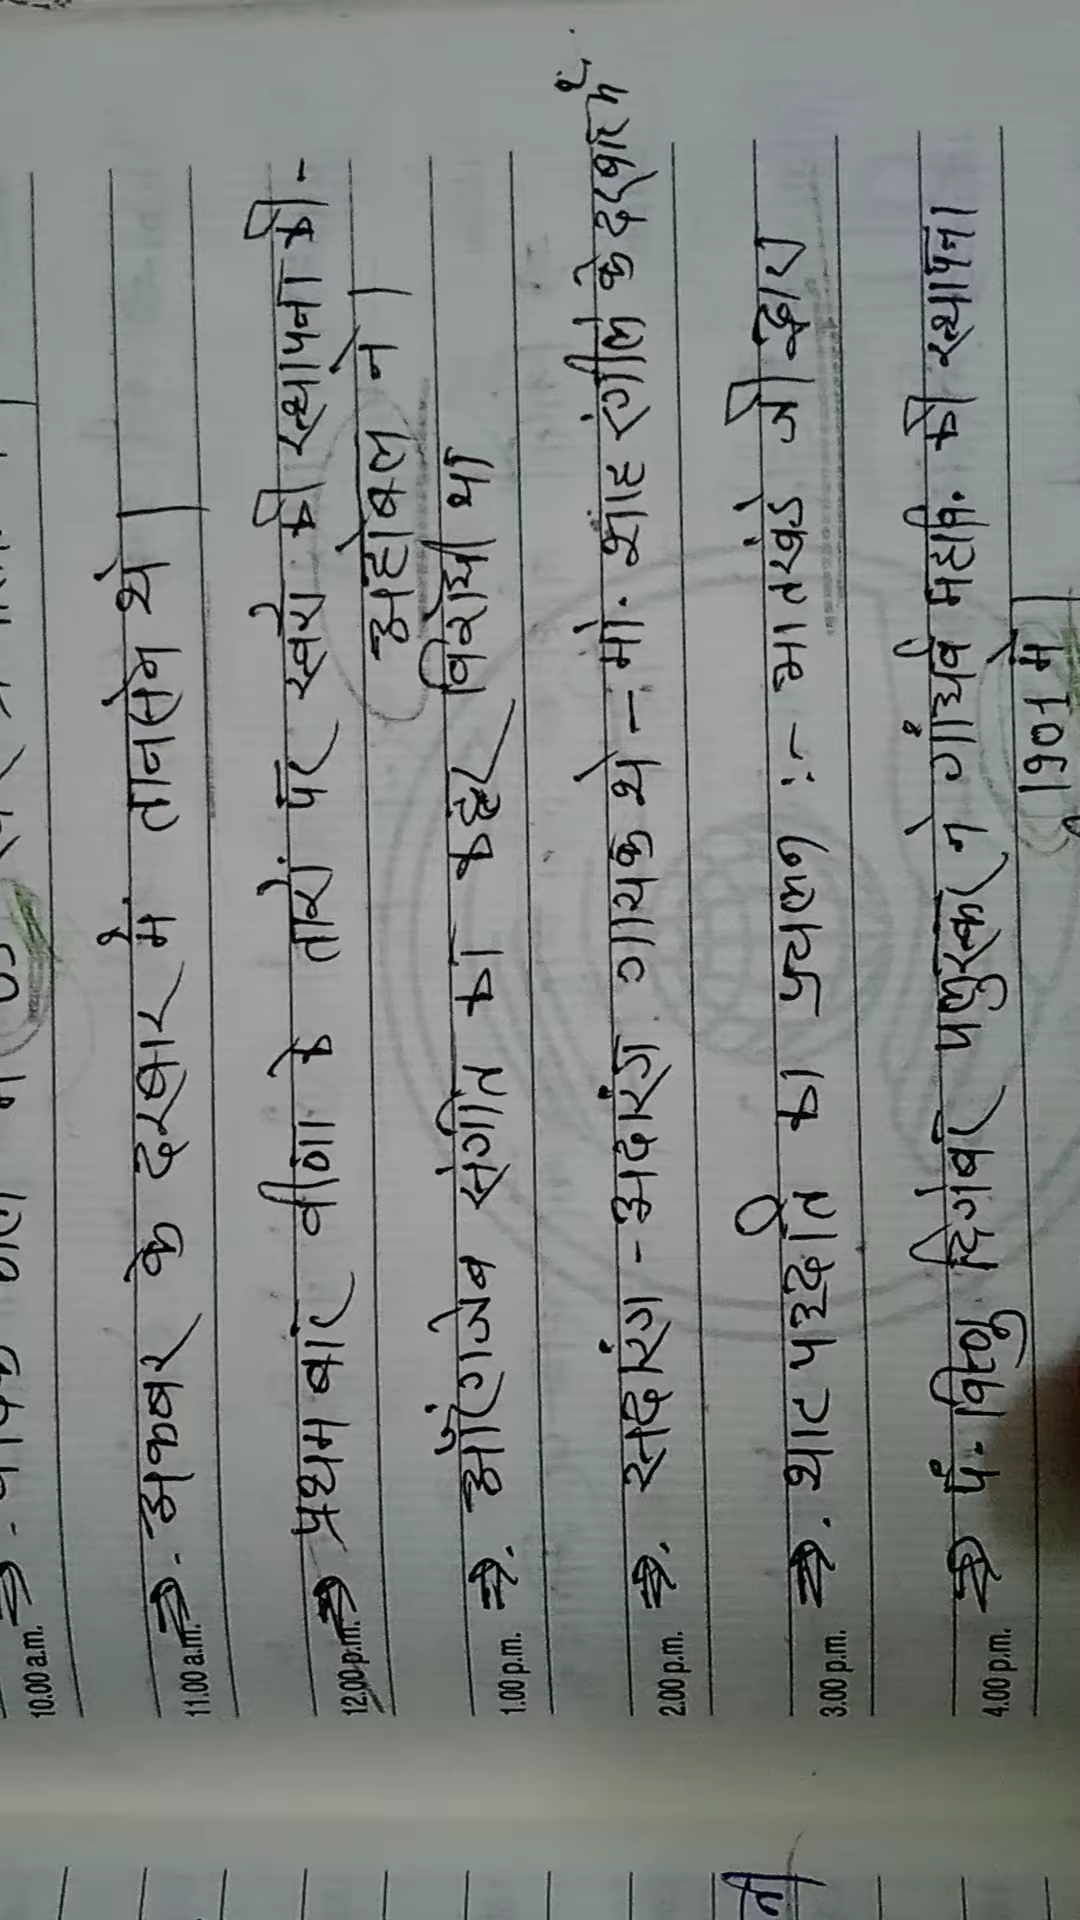 10.00 a.m.
→. अकबर के दरबार में तानसेन थे।
11.00 a.m.
→ प्रथम बार वीणा के तारों पर स्वरों की स्थापना की -
12.00 p.m.
अहोबल ने।
→. औरंगजेब संगीत का कट्टर विरोधी था
1.00 p.m.
→. सदारंग - अदारंग गायक थे - मो. शाह रंगीले के दरबार में
2.00 p.m.
→. थाट पद्दति का प्रचलन :- भातखंडे जी द्वारा
3.00 p.m.
→ पं. विष्णु दिगंबर पलुस्कर ने गांधर्व महावि. की स्थापना।
4.00 p.m.
1901 में